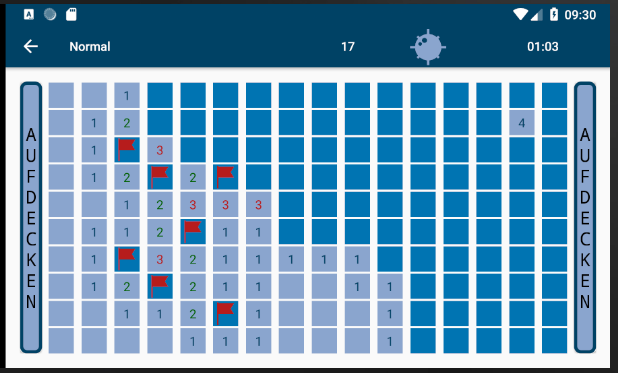 09:30
Normal 17 01:03
1
1 2 4
1 3
1 2 2
1 2 3 3 3
1 1 2 1 1
1 3 2 1 1 1 1 1
1 2 2 1 1 1 1
1 1 2 1 1
1 1 1 1
AUFDECKEN
AUFDECKEN